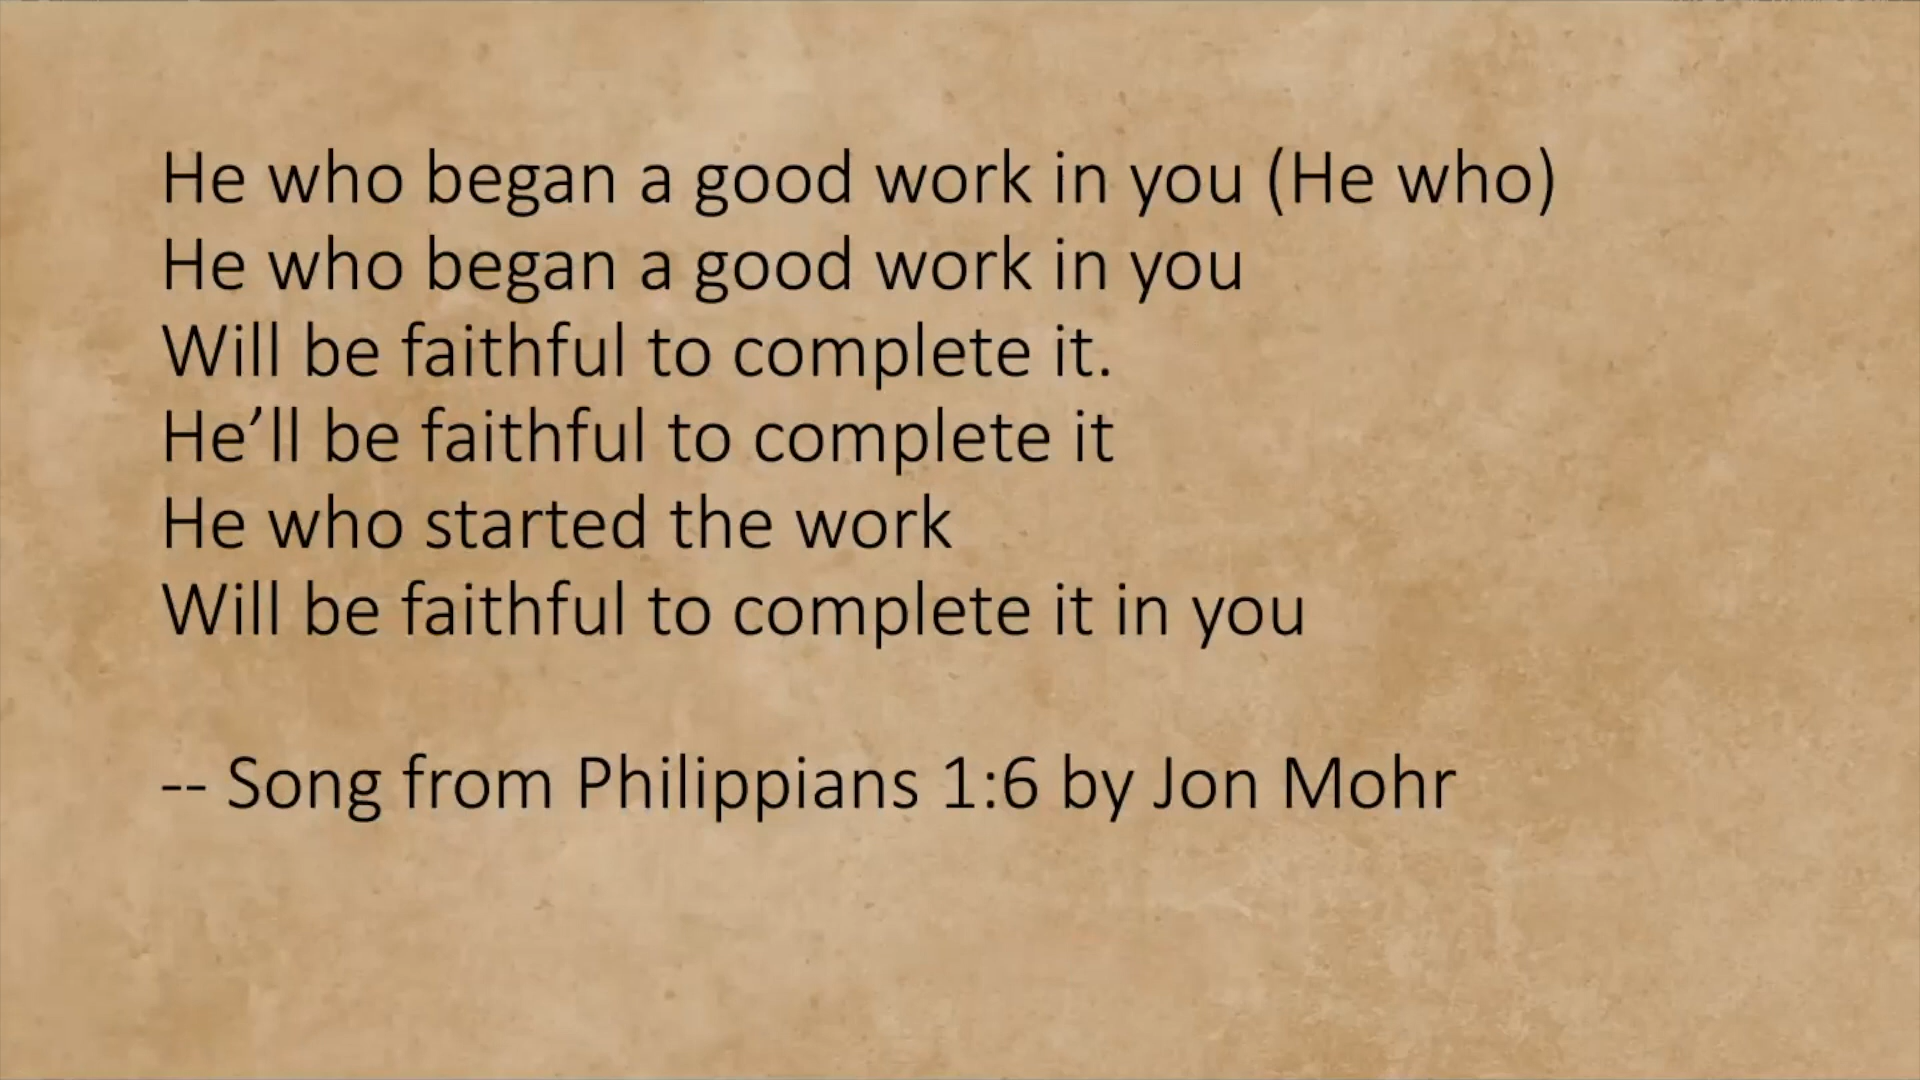 He who began a good work in you (He who)
He who began a good work in you
Will be faithful to complete it.
He’ll be faithful to complete it
He who started the work
Will be faithful to complete it in you
-- Song from Philippians 1:6 by Jon Mohr